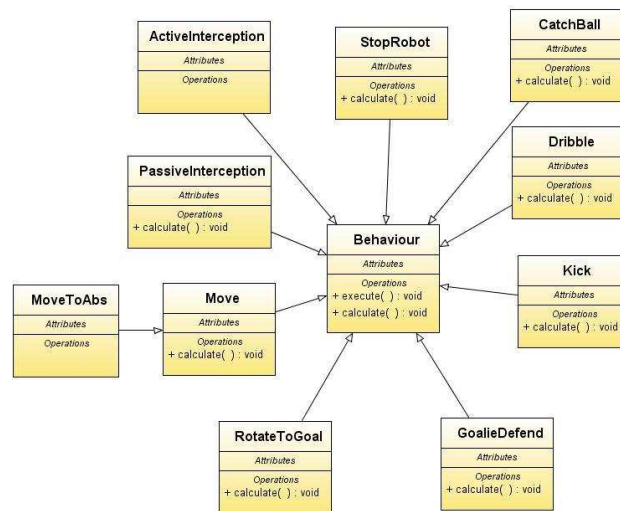 ActiveInterception
Attributes
Operations
StopRobot
Attributes
Operations
+ calculate( ) : void
CatchBall
Attributes
Operations
+ calculate( ) : void
PassiveInterception
Attributes
Operations
+ calculate( ) : void
Dribble
Attributes
Operations
+ calculate( ) : void
Behaviour
Attributes
Operations
+ execute( ) : void
+ calculate( ) : void
Kick
Attributes
Operations
+ calculate( ) : void
MoveToAbs
Attributes
Operations
Move
Attributes
Operations
+ calculate( ) : void
RotateToGoal
Attributes
Operations
+ calculate( ) : void
GoalieDefend
Attributes
Operations
+ calculate( ) : void